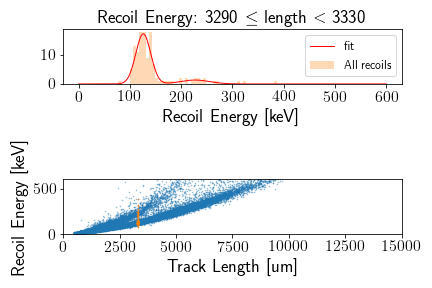 Recoil Energy: 3290 ≤ length < 3330
10
0
fit
All recoils
0 100 200 300 400 500 600
Recoil Energy [keV]
Recoil Energy [keV]
500
0
0 2500 5000 7500 10000 12500 15000
Track Length [um]